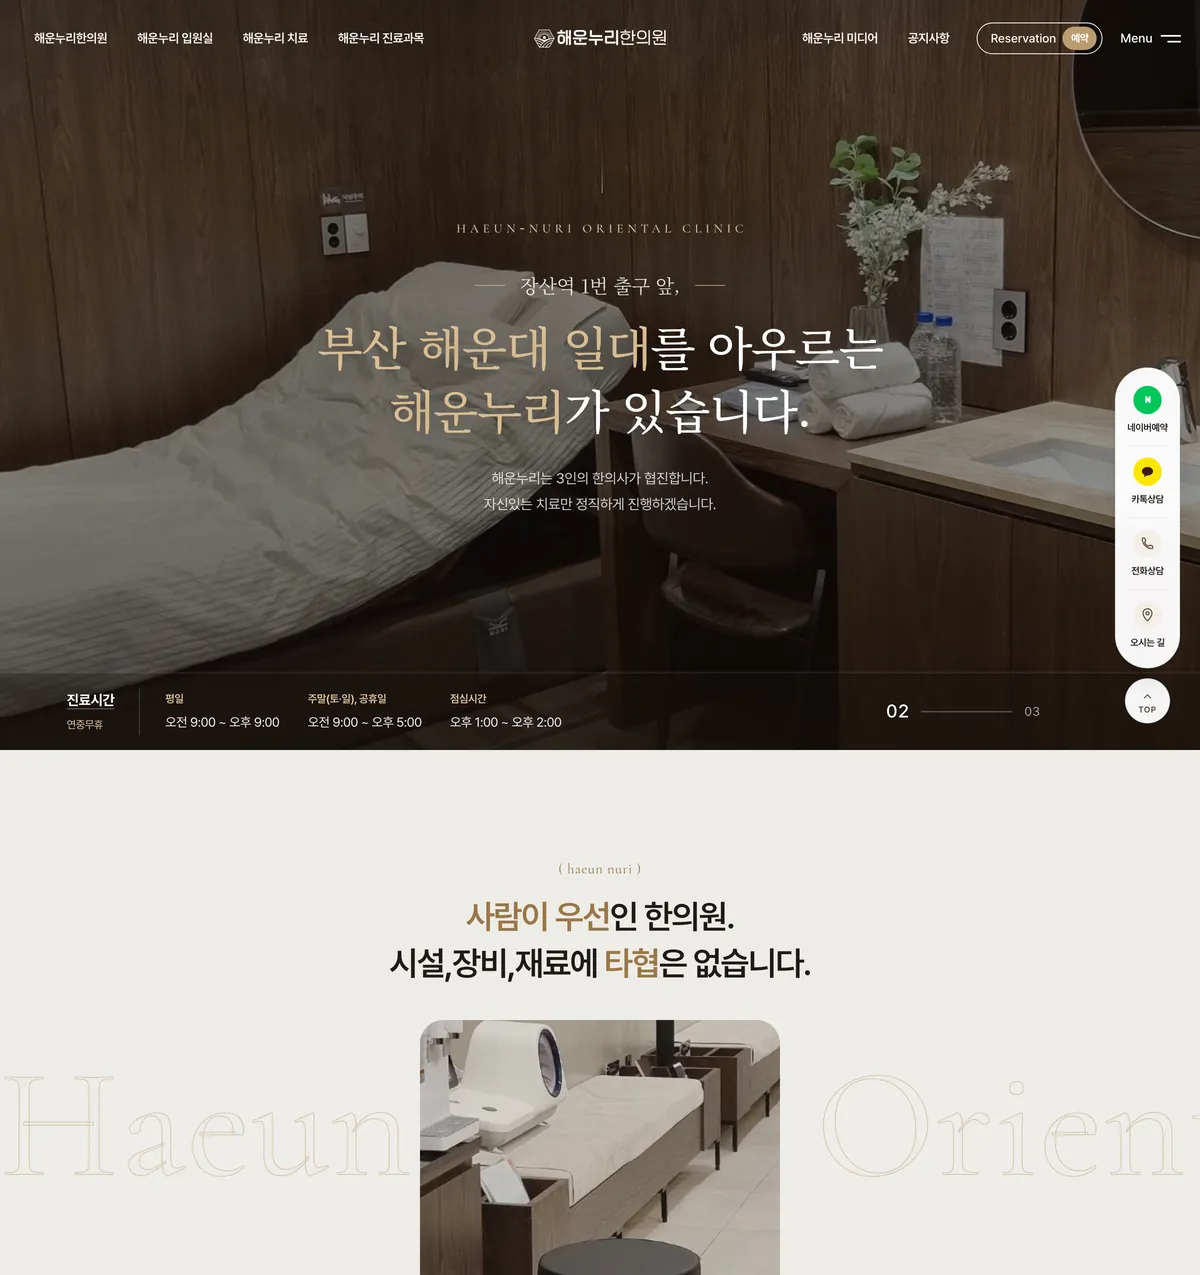 해운누리한의원
해운누리 입원실
해운누리 치료
해운누리 진료과목
해운누리한의원
해운누리 미디어
공지사항
Reservation 예약
Menu
HAEUN-NURI ORIENTAL CLINIC
장산역 1번 출구 앞,
부산 해운대 일대를 아우르는
해운누리가 있습니다.
해운누리는 3인의 한의사가 협진합니다.
자신있는 치료만 정직하게 진행하겠습니다.
N
네이버예약
카톡상담
전화상담
오시는 길
TOP
진료시간
연중무휴
평일
오전 9:00 ~ 오후 9:00
주말(토·일), 공휴일
오전 9:00 ~ 오후 5:00
점심시간
오후 1:00 ~ 오후 2:00
02
03
( haeun nuri )
사람이 우선인 한의원.
시설,장비,재료에 타협은 없습니다.
Haeun
Orien